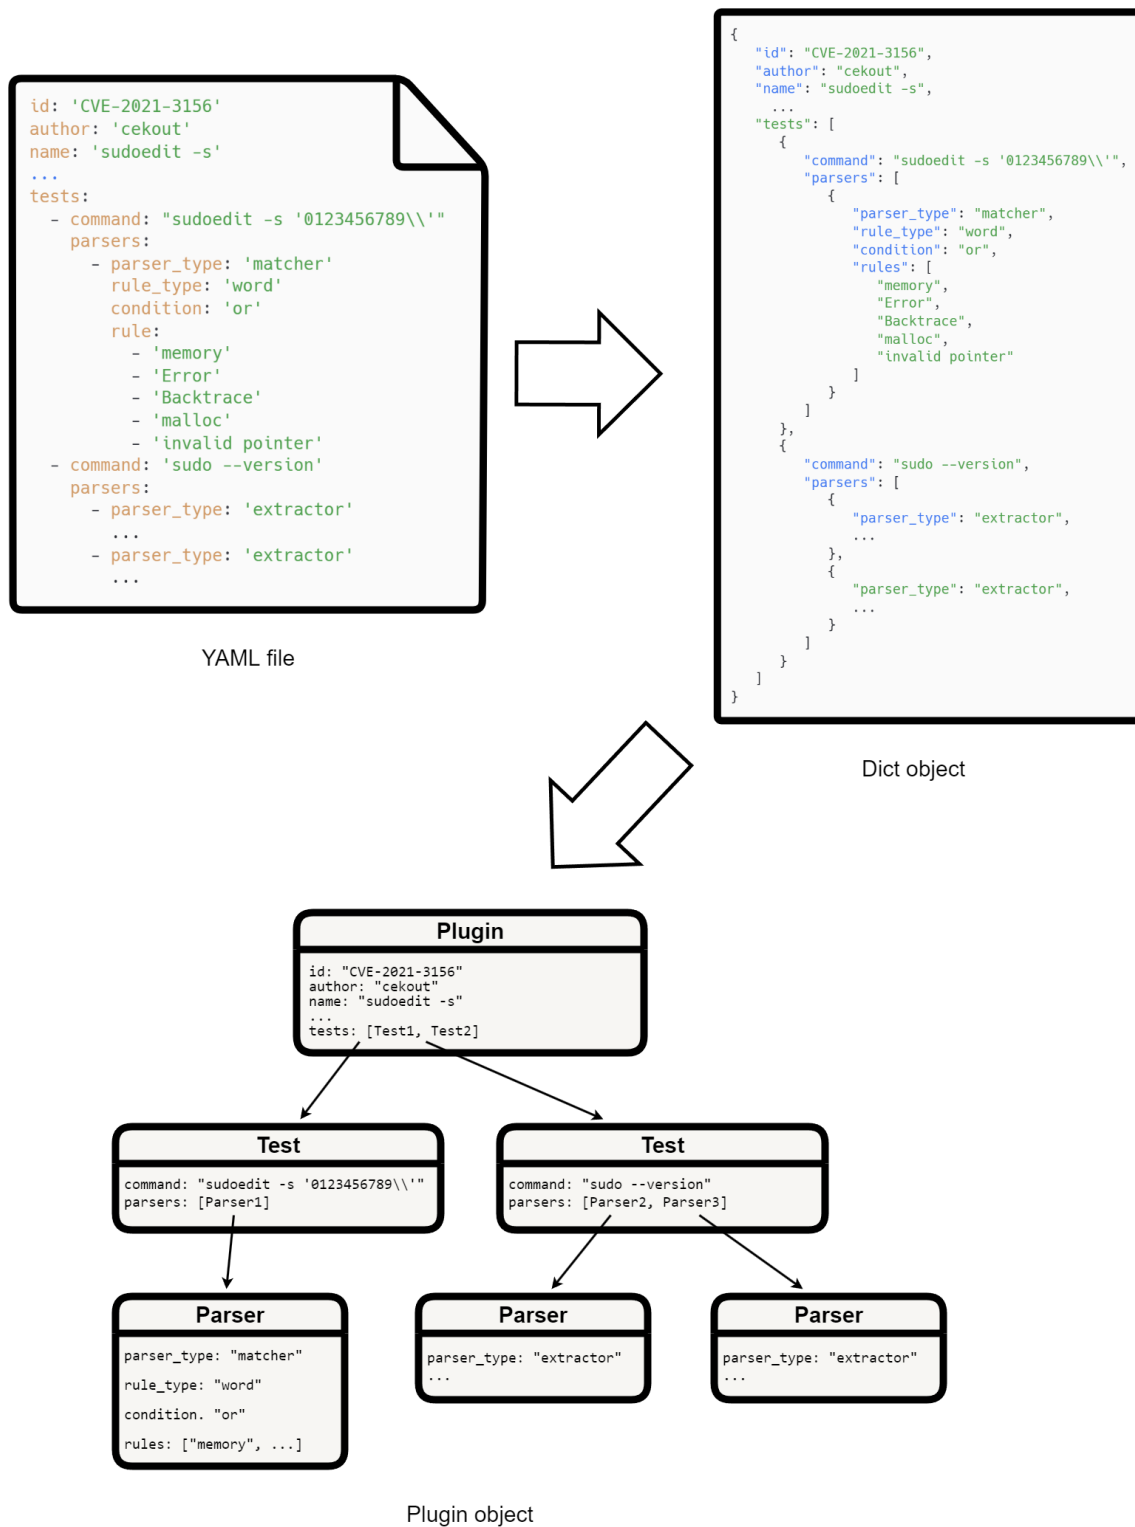 id: 'CVE-2021-3156'
author: 'cekout'
name: 'sudoedit -s'
...
tests:
  - command: "sudoedit -s '0123456789\\'"
    parsers:
      - parser_type: 'matcher'
        rule_type: 'word'
        condition: 'or'
        rule:
          - 'memory'
          - 'Error'
          - 'Backtrace'
          - 'malloc'
          - 'invalid pointer'
  - command: 'sudo --version'
    parsers:
      - parser_type: 'extractor'
        ...
      - parser_type: 'extractor'
        ...
YAML file
{
   "id": "CVE-2021-3156",
   "author": "cekout",
   "name": "sudoedit -s",
     ...
   "tests": [
      {
         "command": "sudoedit -s '0123456789\\'",
         "parsers": [
            {
               "parser_type": "matcher",
               "rule_type": "word",
               "condition": "or",
               "rules": [
                  "memory",
                  "Error",
                  "Backtrace",
                  "malloc",
                  "invalid pointer"
               ]
            }
         ]
      },
      {
         "command": "sudo --version",
         "parsers": [
            {
               "parser_type": "extractor",
               ...
            },
            {
               "parser_type": "extractor",
               ...
            }
         ]
      }
   ]
}
Dict object
Plugin
id: "CVE-2021-3156"
author: "cekout"
name: "sudoedit -s"
...
tests: [Test1, Test2]
Test
command: "sudoedit -s '0123456789\\'"
parsers: [Parser1]
Test
command: "sudo --version"
parsers: [Parser2, Parser3]
Parser
parser_type: "matcher"
rule_type: "word"
condition. "or"
rules: ["memory", ...]
Parser
parser_type: "extractor"
...
Parser
parser_type: "extractor"
...
Plugin object